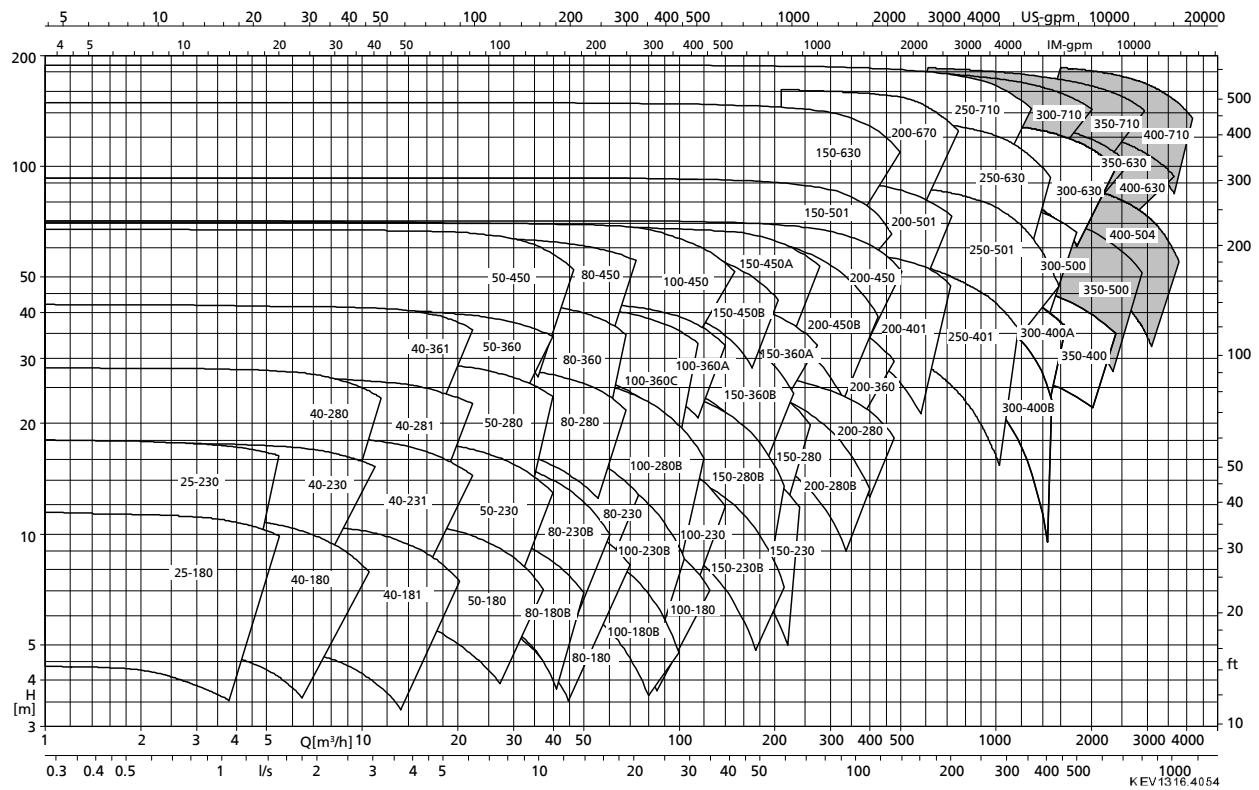 5 10 20 30 40 50 100 200 300 400 500 1000 2000 3000 4000 US-gpm 10000 20000
4 5 10 20 30 40 50 100 200 300 400 500 1000 2000 3000 4000 IM-gpm 10000
200
500
250-710
300-710
350-710
400-710
400
200-670
150-630
100
350-630
300
250-630
300-630
400-630
150-501
200-501
400-504
200
250-501
150-450A
300-500
50
50-450
80-450
100-450
200-450
350-500
40
150-450B
200-450B
200-401
250-401
300-400A
40-361
50-360
100
30
80-360
150-360A
350-400
100-360A
100-360C
200-360
150-360B
40-280
300-400B
20
40-281
50-280
80-280
200-280
50
100-280B
150-280
25-230
40-230
150-280B
200-280B
40-231
40
50-230
80-230
10
80-230B
100-230
30
100-230B
150-230
25-180
40-180
150-230B
40-181
50-180
80-180B
100-180
20
100-180B
5
80-180
ft
4
H
[m]
10
3
1 2 3 4 5 Q[m³/h] 10 20 30 40 50 100 200 300 400 500 1000 2000 3000 4000
0.3 0.4 0.5 1 l/s 2 3 4 5 10 20 30 40 50 100 200 300 400 500 1000
KEV1316.4054